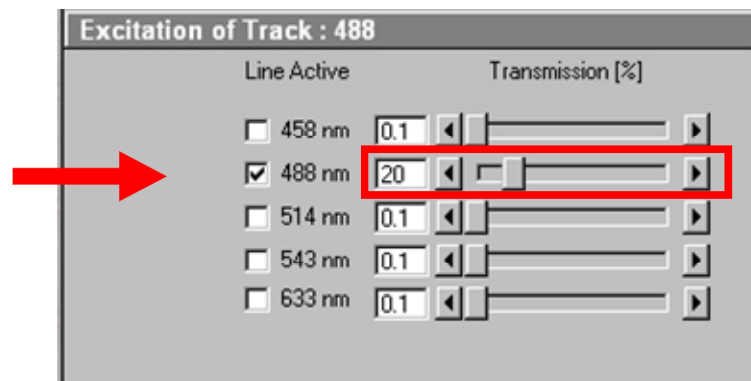 Excitation of Track : 488
Line Active Transmission [%]
458 nm 0.1
488 nm 20
514 nm 0.1
543 nm 0.1
633 nm 0.1